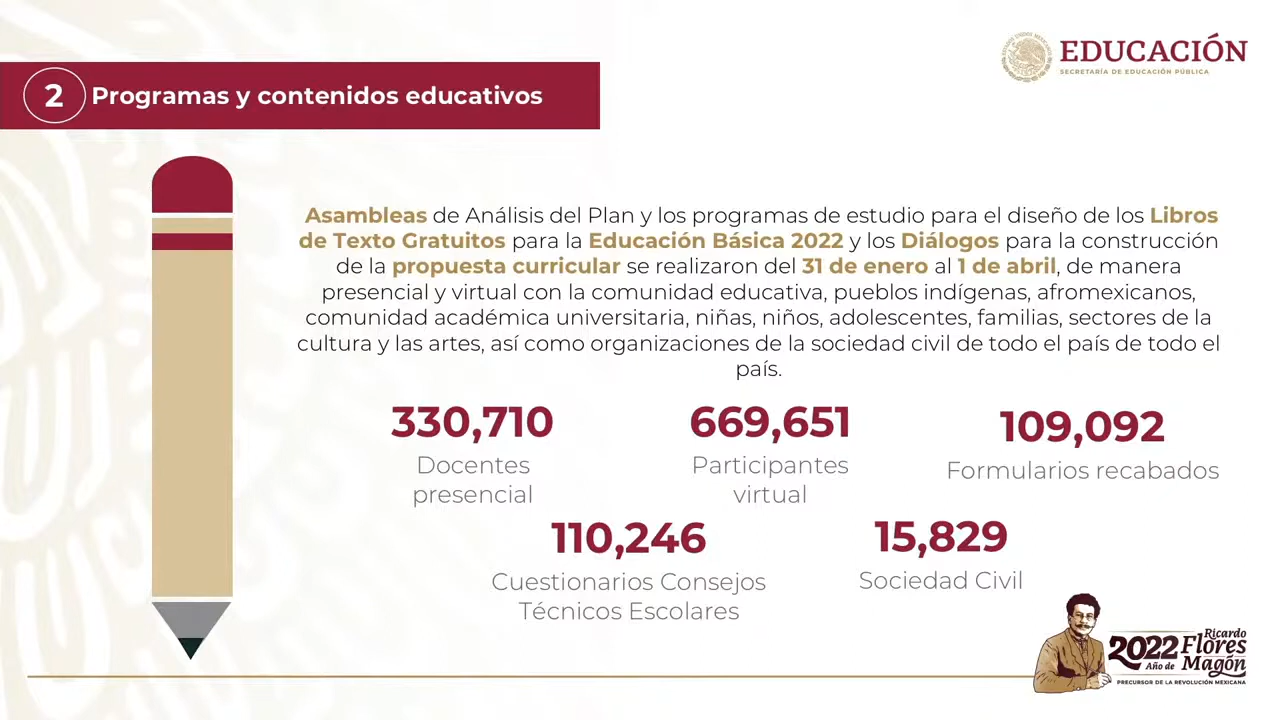 EDUCACIÓN
SECRETARÍA DE EDUCACIÓN PÚBLICA
2 Programas y contenidos educativos
Asambleas de Análisis del Plan y los programas de estudio para el diseño de los Libros
de Texto Gratuitos para la Educación Básica 2022 y los Diálogos para la construcción
de la propuesta curricular se realizaron del 31 de enero al 1 de abril, de manera
presencial y virtual con la comunidad educativa, pueblos indígenas, afromexicanos,
comunidad académica universitaria, niñas, niños, adolescentes, familias, sectores de la
cultura y las artes, así como organizaciones de la sociedad civil de todo el país de todo el
país.
330,710
Docentes
presencial
669,651
Participantes
virtual
109,092
Formularios recabados
110,246
Cuestionarios Consejos
Técnicos Escolares
15,829
Sociedad Civil
2022
Año de
Ricardo
Flores
Magón
PRECURSOR DE LA REVOLUCIÓN MEXICANA